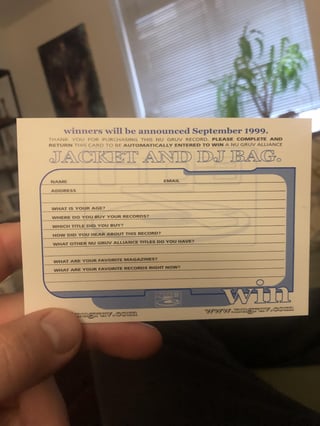 winners will be announced September 1999.
THANK YOU FOR PURCHASING THIS NU GRUV RECORD. PLEASE COMPLETE AND
RETURN THIS CARD TO BE AUTOMATICALLY ENTERED TO WIN A NU GRUV ALLIANCE
JACKET AND DJ BAG.
NAME EMAIL
ADDRESS
WHAT IS YOUR AGE?
WHERE DO YOU BUY YOUR RECORDS?
WHICH TITLE DID YOU BUY?
HOW DID YOU HEAR ABOUT THIS RECORD?
WHAT OTHER NU GRUV ALLIANCE TITLES DO YOU HAVE?
WHAT ARE YOUR FAVORITE MAGAZINES?
WHAT ARE YOUR FAVORITE RECORDS RIGHT NOW?
win
nugruv.com www.nugruv.com